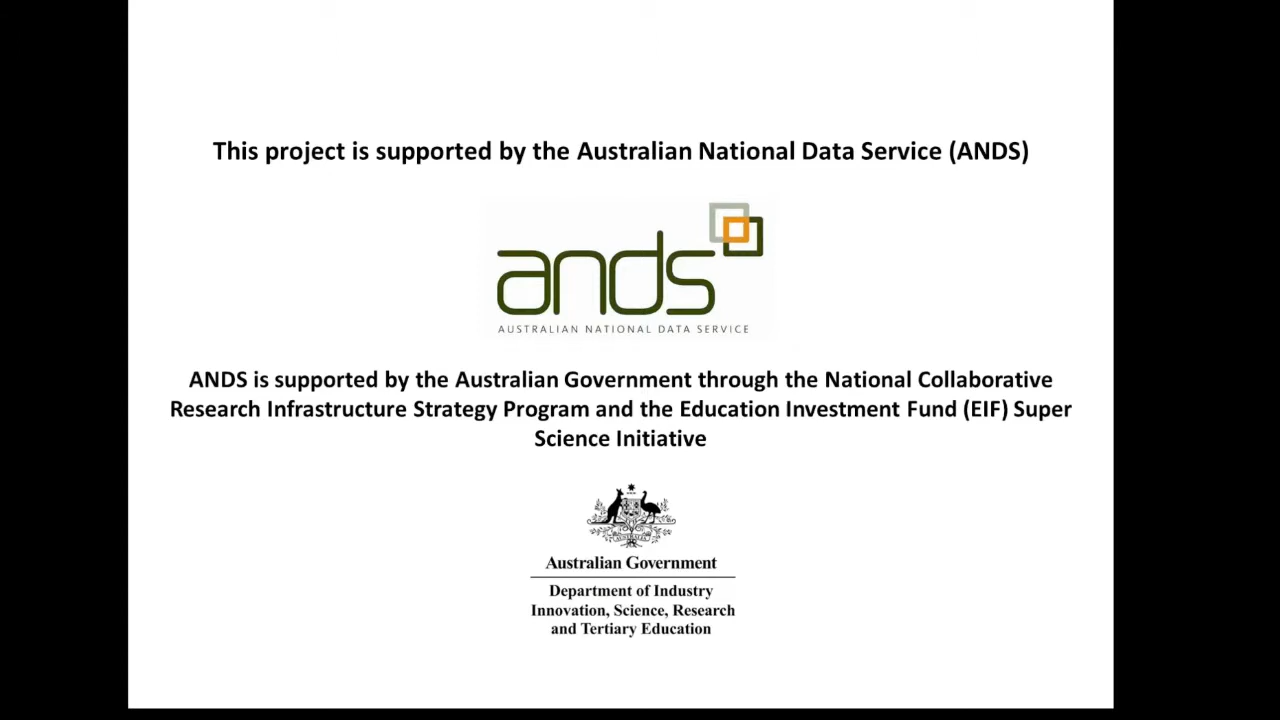 This project is supported by the Australian National Data Service (ANDS)
ands
AUSTRALIAN NATIONAL DATA SERVICE
ANDS is supported by the Australian Government through the National Collaborative
Research Infrastructure Strategy Program and the Education Investment Fund (EIF) Super
Science Initiative
AUSTRALIA
Australian Government
Department of Industry
Innovation, Science, Research
and Tertiary Education